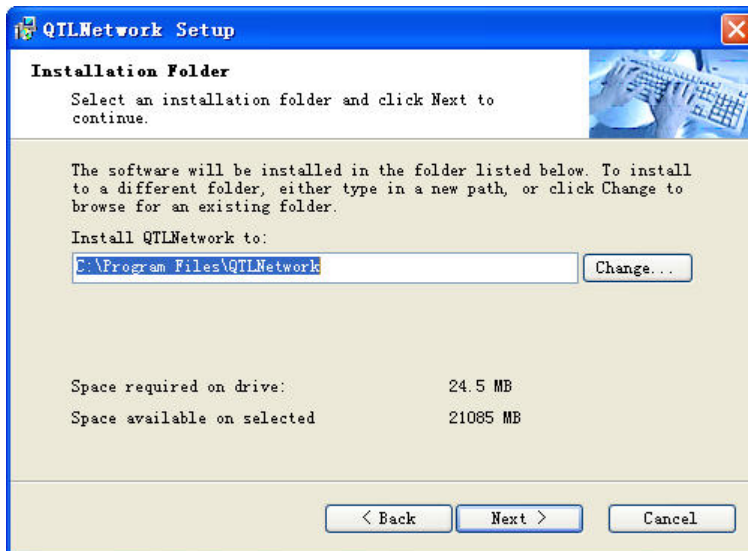 QTLNetwork Setup
Installation Folder
Select an installation folder and click Next to
continue.
The software will be installed in the folder listed below. To install
to a different folder, either type in a new path, or click Change to
browse for an existing folder.
Install QTLNetwork to:
C:\Program Files\QTLNetwork
Change...
Space required on drive: 24.5 MB
Space available on selected 21085 MB
< Back Next > Cancel